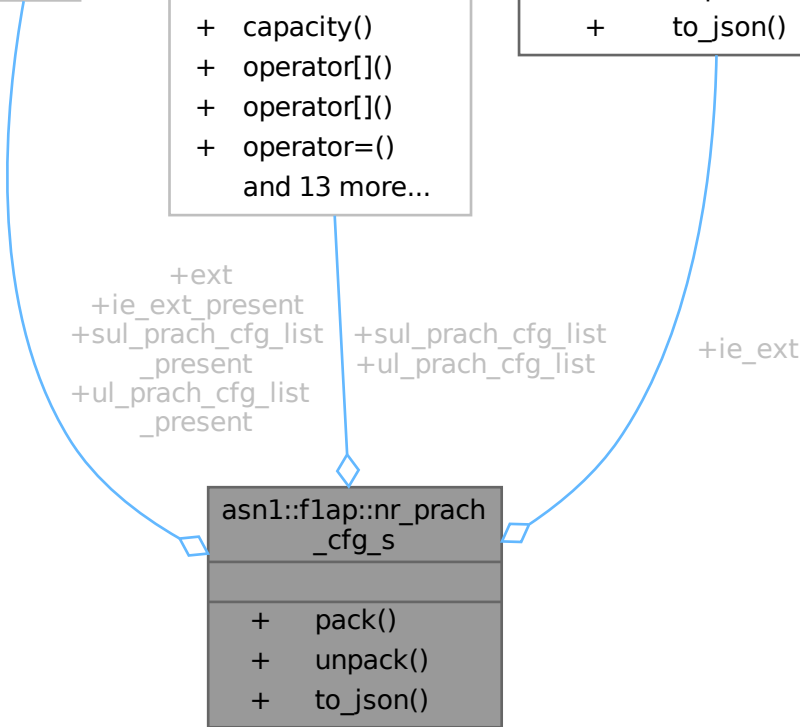 + capacity()
+ operator[]()
+ operator[]()
+ operator=()
and 13 more...
+ to_json()
+ext
+ie_ext_present
+sul_prach_cfg_list
_present
+ul_prach_cfg_list
_present
+sul_prach_cfg_list
+ul_prach_cfg_list
+ie_ext
asn1::f1ap::nr_prach
_cfg_s
+ pack()
+ unpack()
+ to_json()